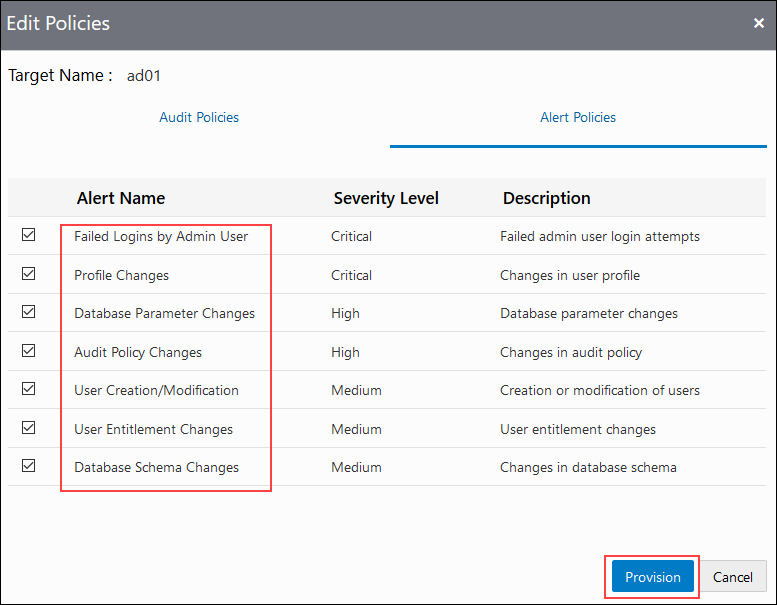 Edit Policies ×
Target Name : ad01
Audit Policies Alert Policies
Alert Name Severity Level Description
Failed Logins by Admin User Critical Failed admin user login attempts
Profile Changes Critical Changes in user profile
Database Parameter Changes High Database parameter changes
Audit Policy Changes High Changes in audit policy
User Creation/Modification Medium Creation or modification of users
User Entitlement Changes Medium User entitlement changes
Database Schema Changes Medium Changes in database schema
Provision Cancel